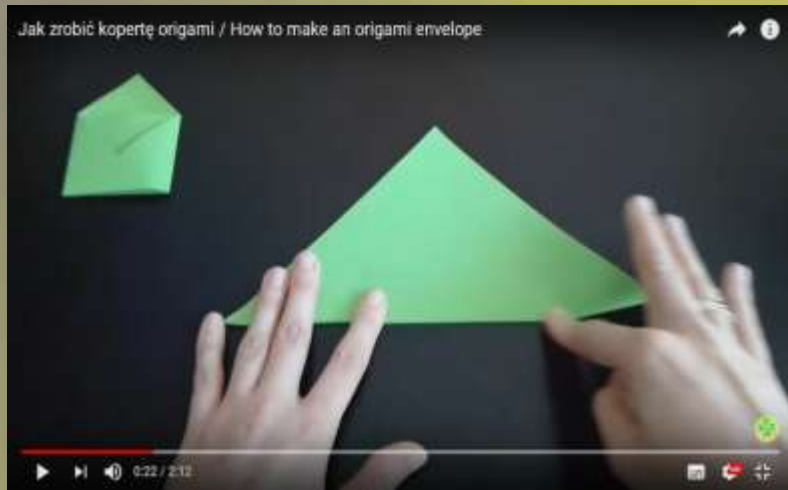 Jak zrobić kopertę origami / How to make an origami envelope
0:22 / 2:12